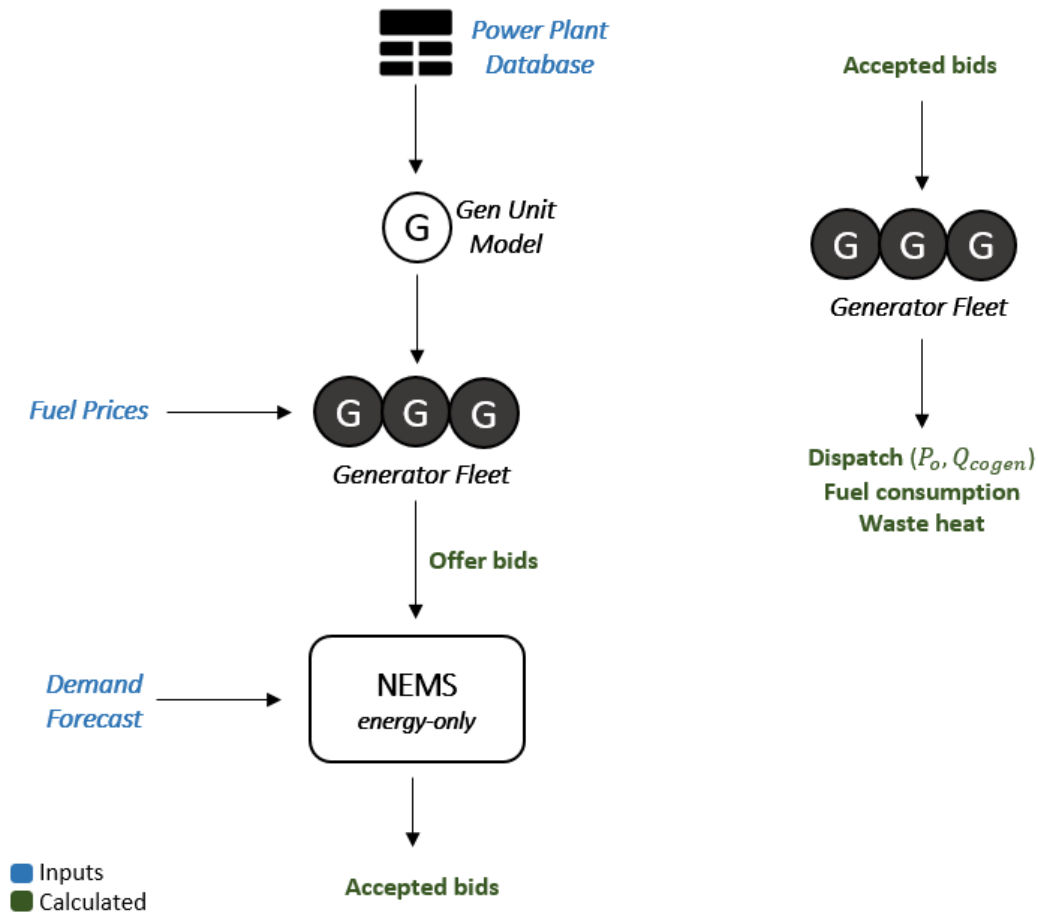 Power Plant
Database
G
Gen Unit
Model
Fuel Prices
G G G
Generator Fleet
Offer bids
Demand
Forecast
NEMS
energy-only
Accepted bids
Inputs
Calculated
Accepted bids
G G G
Generator Fleet
Dispatch (Pₒ, Q_cogen)
Fuel consumption
Waste heat